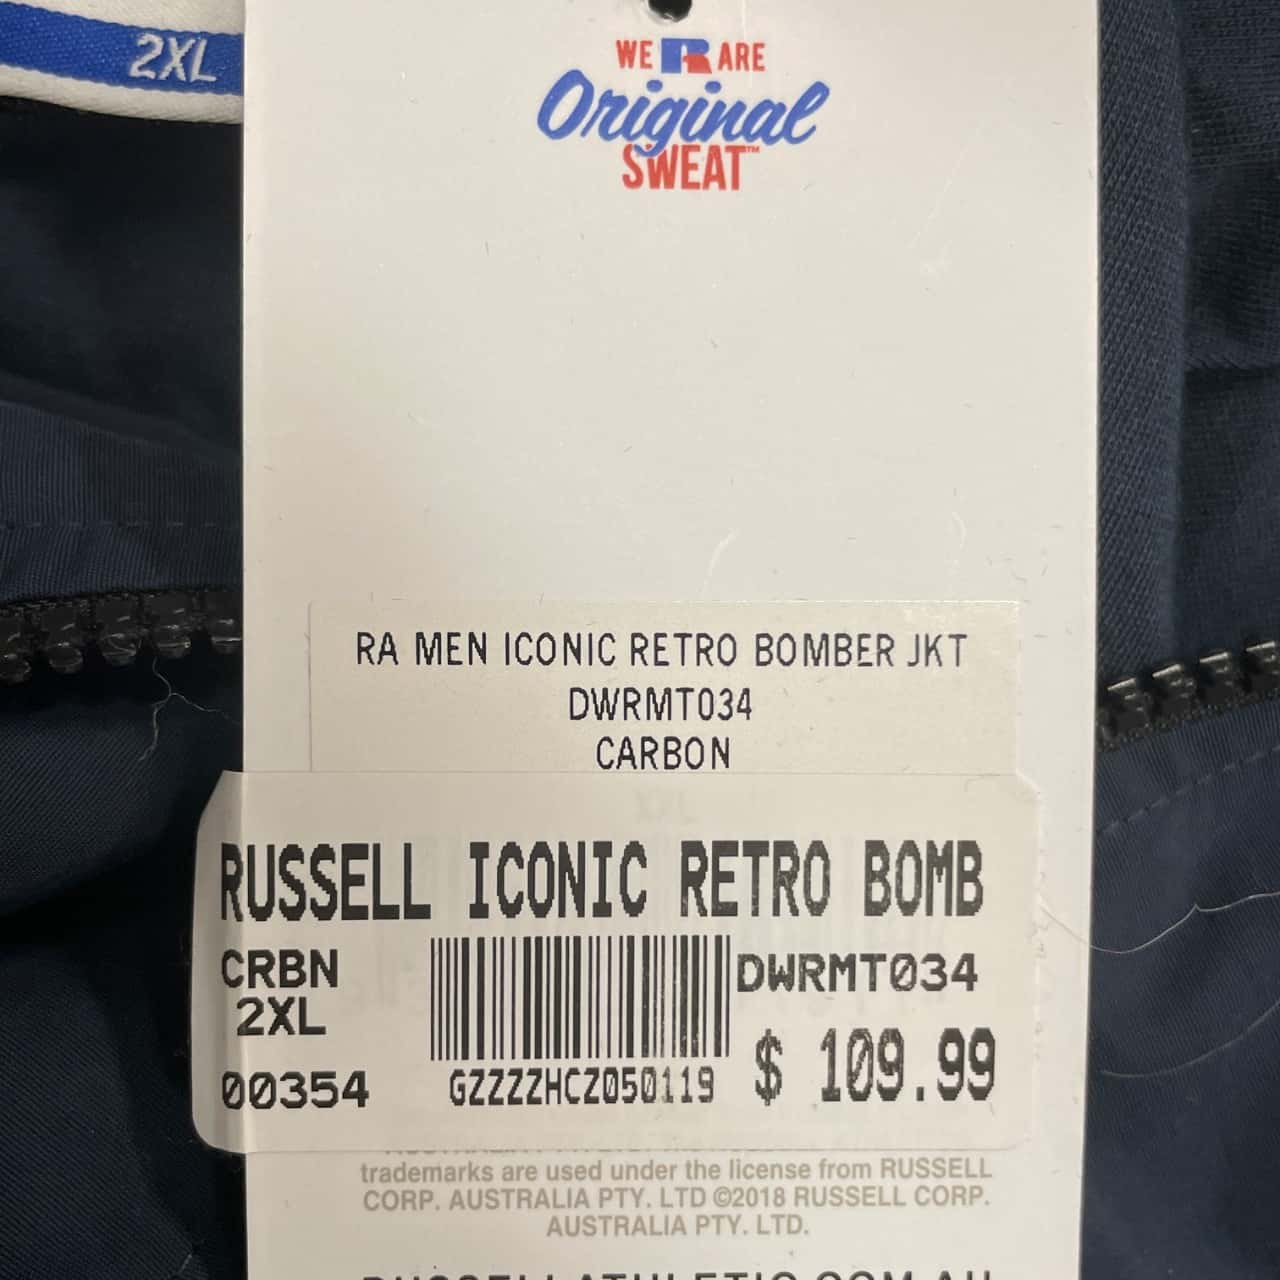 2XL
WE R ARE
Original
SWEAT™
RA MEN ICONIC RETRO BOMBER JKT
DWRMT034
CARBON
RUSSELL ICONIC RETRO BOMB
CRBN
DWRMT034
2XL
00354
GZZZZHCZ050119
$ 109.99
trademarks are used under the license from RUSSELL
CORP. AUSTRALIA PTY. LTD ©2018 RUSSELL CORP.
AUSTRALIA PTY. LTD.